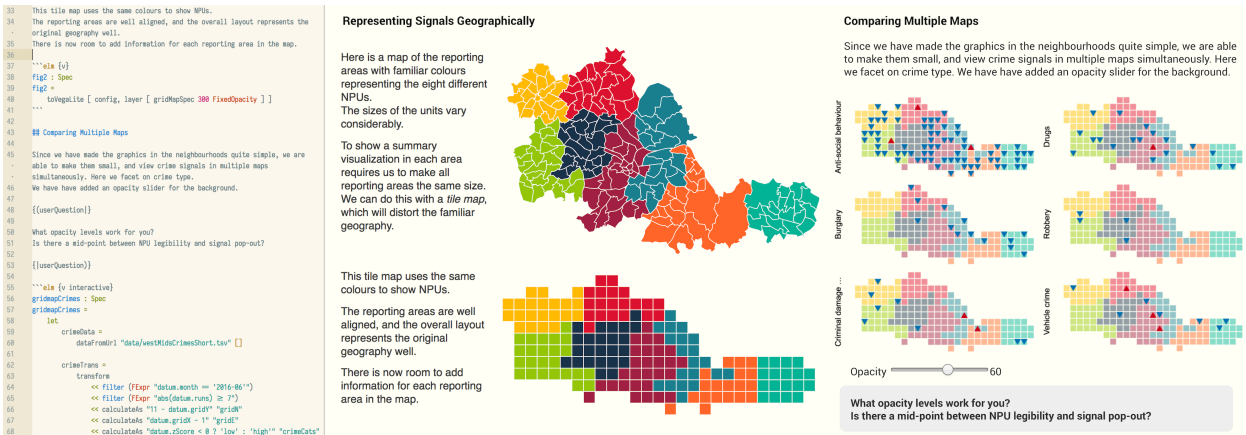 33 This tile map uses the same colours to show NPUs.
34 The reporting areas are well aligned, and the overall layout represents the
· original geography well.
35 There is now room to add information for each reporting area in the map.
36
37 ```elm {v}
38 fig2 : Spec
39 fig2 =
40 toVegaLite [ config, layer [ gridMapSpec 300 FixedOpacity ] ]
41 ```
42
43 ## Comparing Multiple Maps
44
45 Since we have made the graphics in the neighbourhoods quite simple, we are
· able to make them small, and view crime signals in multiple maps
· simultaneously. Here we facet on crime type.
46 We have have added an opacity slider for the background.
47
48 {(userQuestion|}
49
50 What opacity levels work for you?
51 Is there a mid-point between NPU legibility and signal pop-out?
52
53 {|userQuestion)}
54
55 ```elm {v interactive}
56 gridmapCrimes : Spec
57 gridmapCrimes =
58 let
59 crimeData =
60 dataFromUrl "data/westMidsCrimesShort.tsv" []
61
62 crimeTrans =
63 transform
64 << filter (FExpr "datum.month == '2016-06'")
65 << filter (FExpr "abs(datum.runs) ≥ 7")
66 << calculateAs "11 - datum.gridY" "gridN"
67 << calculateAs "datum.gridX - 1" "gridE"
68 << calculateAs "datum.zScore < 0 ? 'low' : 'high'" "crimeCats"
Representing Signals Geographically
Here is a map of the reporting
areas with familiar colours
representing the eight different
NPUs.
The sizes of the units vary
considerably.
To show a summary
visualization in each area
requires us to make all
reporting areas the same size.
We can do this with a tile map,
which will distort the familiar
geography.
This tile map uses the same
colours to show NPUs.
The reporting areas are well
aligned, and the overall layout
represents the original
geography well.
There is now room to add
information for each reporting
area in the map.
Comparing Multiple Maps
Since we have made the graphics in the neighbourhoods quite simple, we are able
to make them small, and view crime signals in multiple maps simultaneously. Here
we facet on crime type. We have have added an opacity slider for the background.
Anti-social behaviour
Drugs
Burglary
Robbery
Criminal damage ...
Vehicle crime
Opacity 60
What opacity levels work for you?
Is there a mid-point between NPU legibility and signal pop-out?